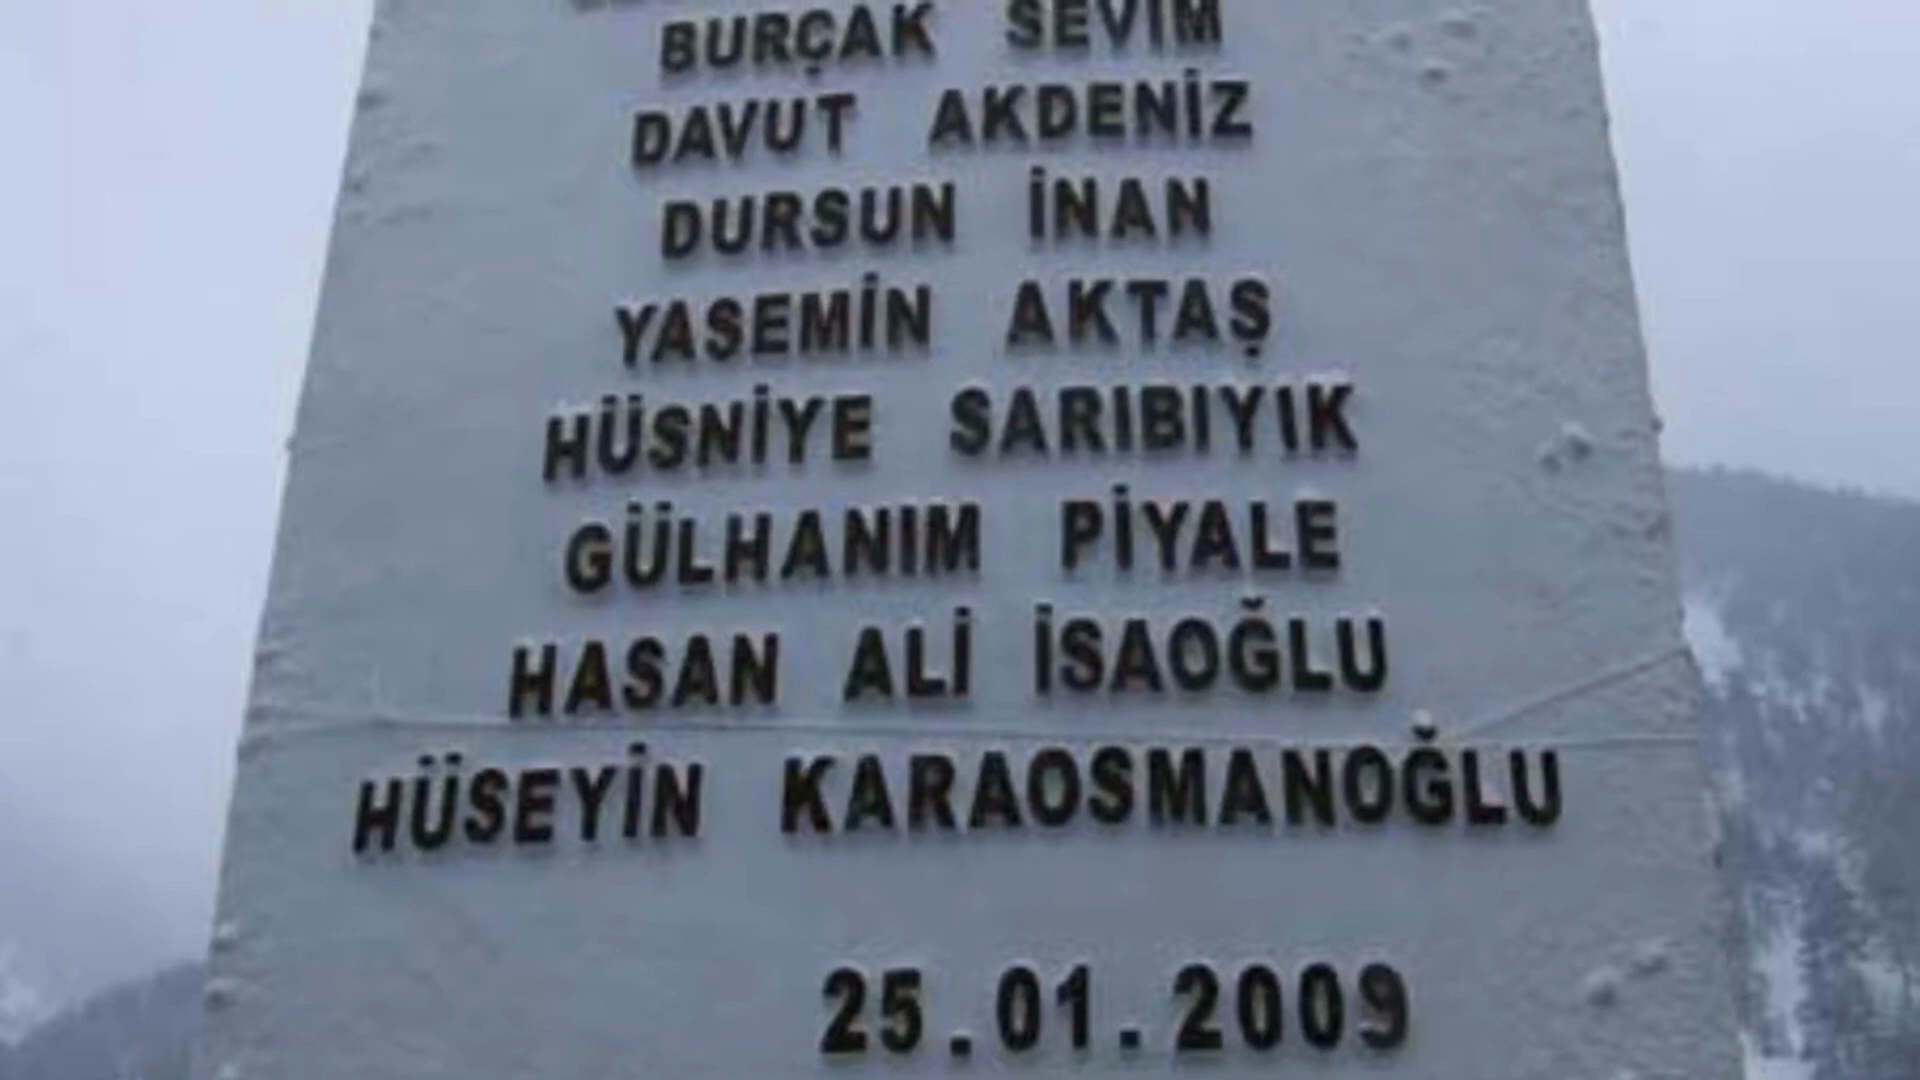 BURÇAK SEVİM
DAVUT AKDENİZ
DURSUN İNAN
YASEMİN AKTAŞ
HÜSNİYE SARIBIYIK
GÜLHANIM PİYALE
HASAN ALİ İSAOĞLU
HÜSEYİN KARAOSMANOĞLU
25.01.2009